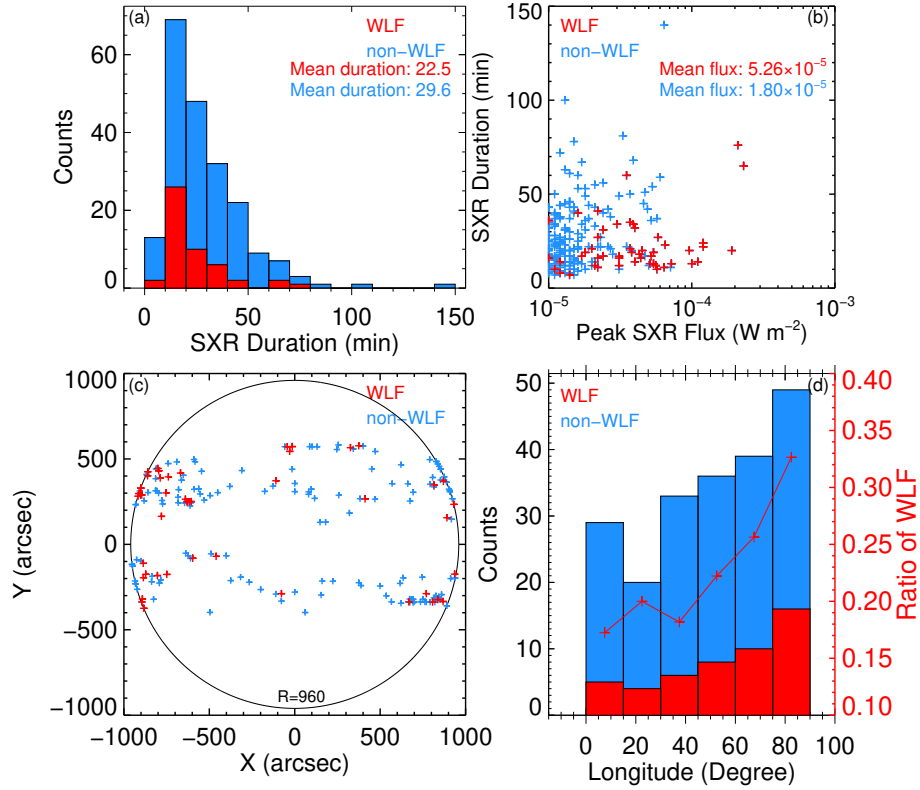 (a)
WLF
non-WLF
Mean duration: 22.5
Mean duration: 29.6
60
40
20
0
Counts
0 50 100 150
SXR Duration (min)
(b)
WLF
non-WLF
Mean flux: 5.26×10⁻⁵
Mean flux: 1.80×10⁻⁵
150
100
50
0
SXR Duration (min)
10⁻⁵ 10⁻⁴ 10⁻³
Peak SXR Flux (W m⁻²)
(c)
WLF
non-WLF
1000
500
0
−500
−1000
Y (arcsec)
R=960
−1000 −500 0 500 1000
X (arcsec)
(d)
WLF
non-WLF
50
40
30
20
10
0
Counts
0.40
0.35
0.30
0.25
0.20
0.15
0.10
Ratio of WLF
0 20 40 60 80 100
Longitude (Degree)